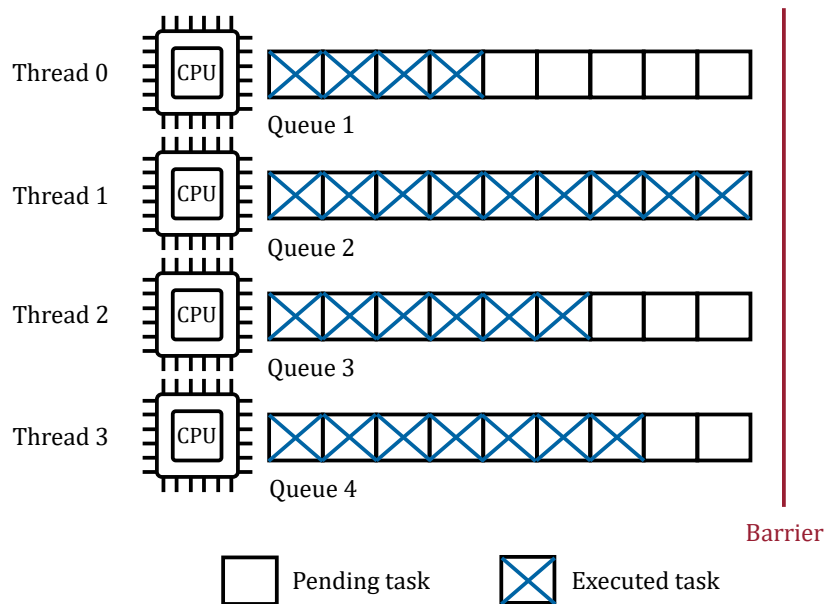 Thread 0
CPU
Queue 1
Thread 1
CPU
Queue 2
Thread 2
CPU
Queue 3
Thread 3
CPU
Queue 4
Barrier
Pending task
Executed task